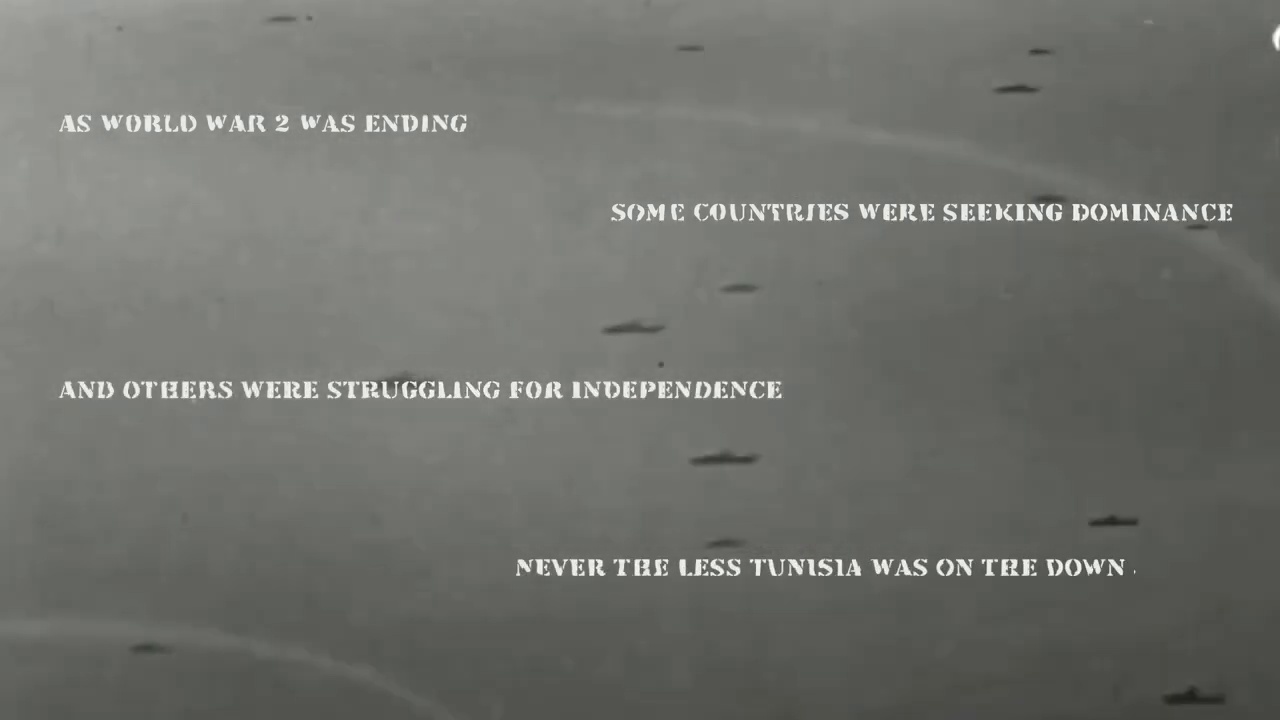 AS WORLD WAR 2 WAS ENDING
SOME COUNTRIES WERE SEEKING DOMINANCE
AND OTHERS WERE STRUGGLING FOR INDEPENDENCE
NEVER THE LESS TUNISIA WAS ON THE DOWN .